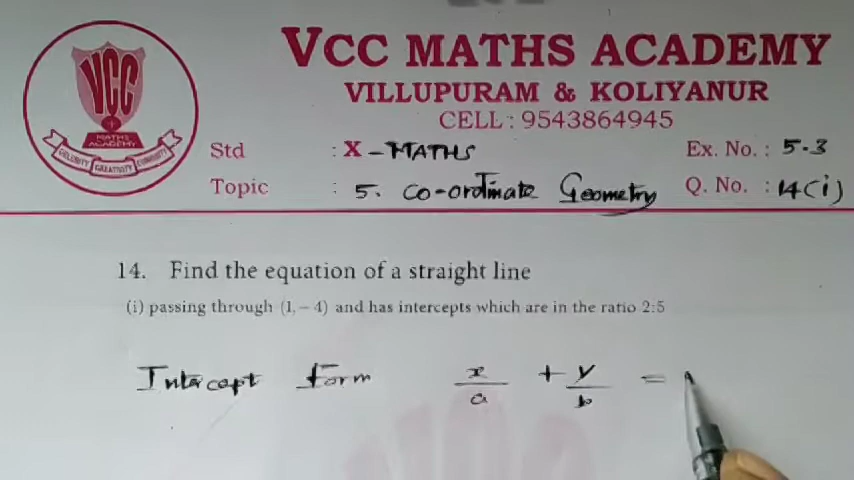 VCC MATHS ACADEMY
VILLUPURAM & KOLIYANUR
CELL : 9543864945
VCC
MATHS
ACADEMY
CREATIVITY
Std : X - MATHS Ex. No. : 5.3
Topic : 5. Co-ordinate Geometry Q. No. : 14(i)
14. Find the equation of a straight line
(i) passing through (1, – 4) and has intercepts which are in the ratio 2:5
Intercept form x/a + y/b =